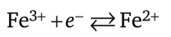 Fe³⁺ + e⁻ ⇄ Fe²⁺